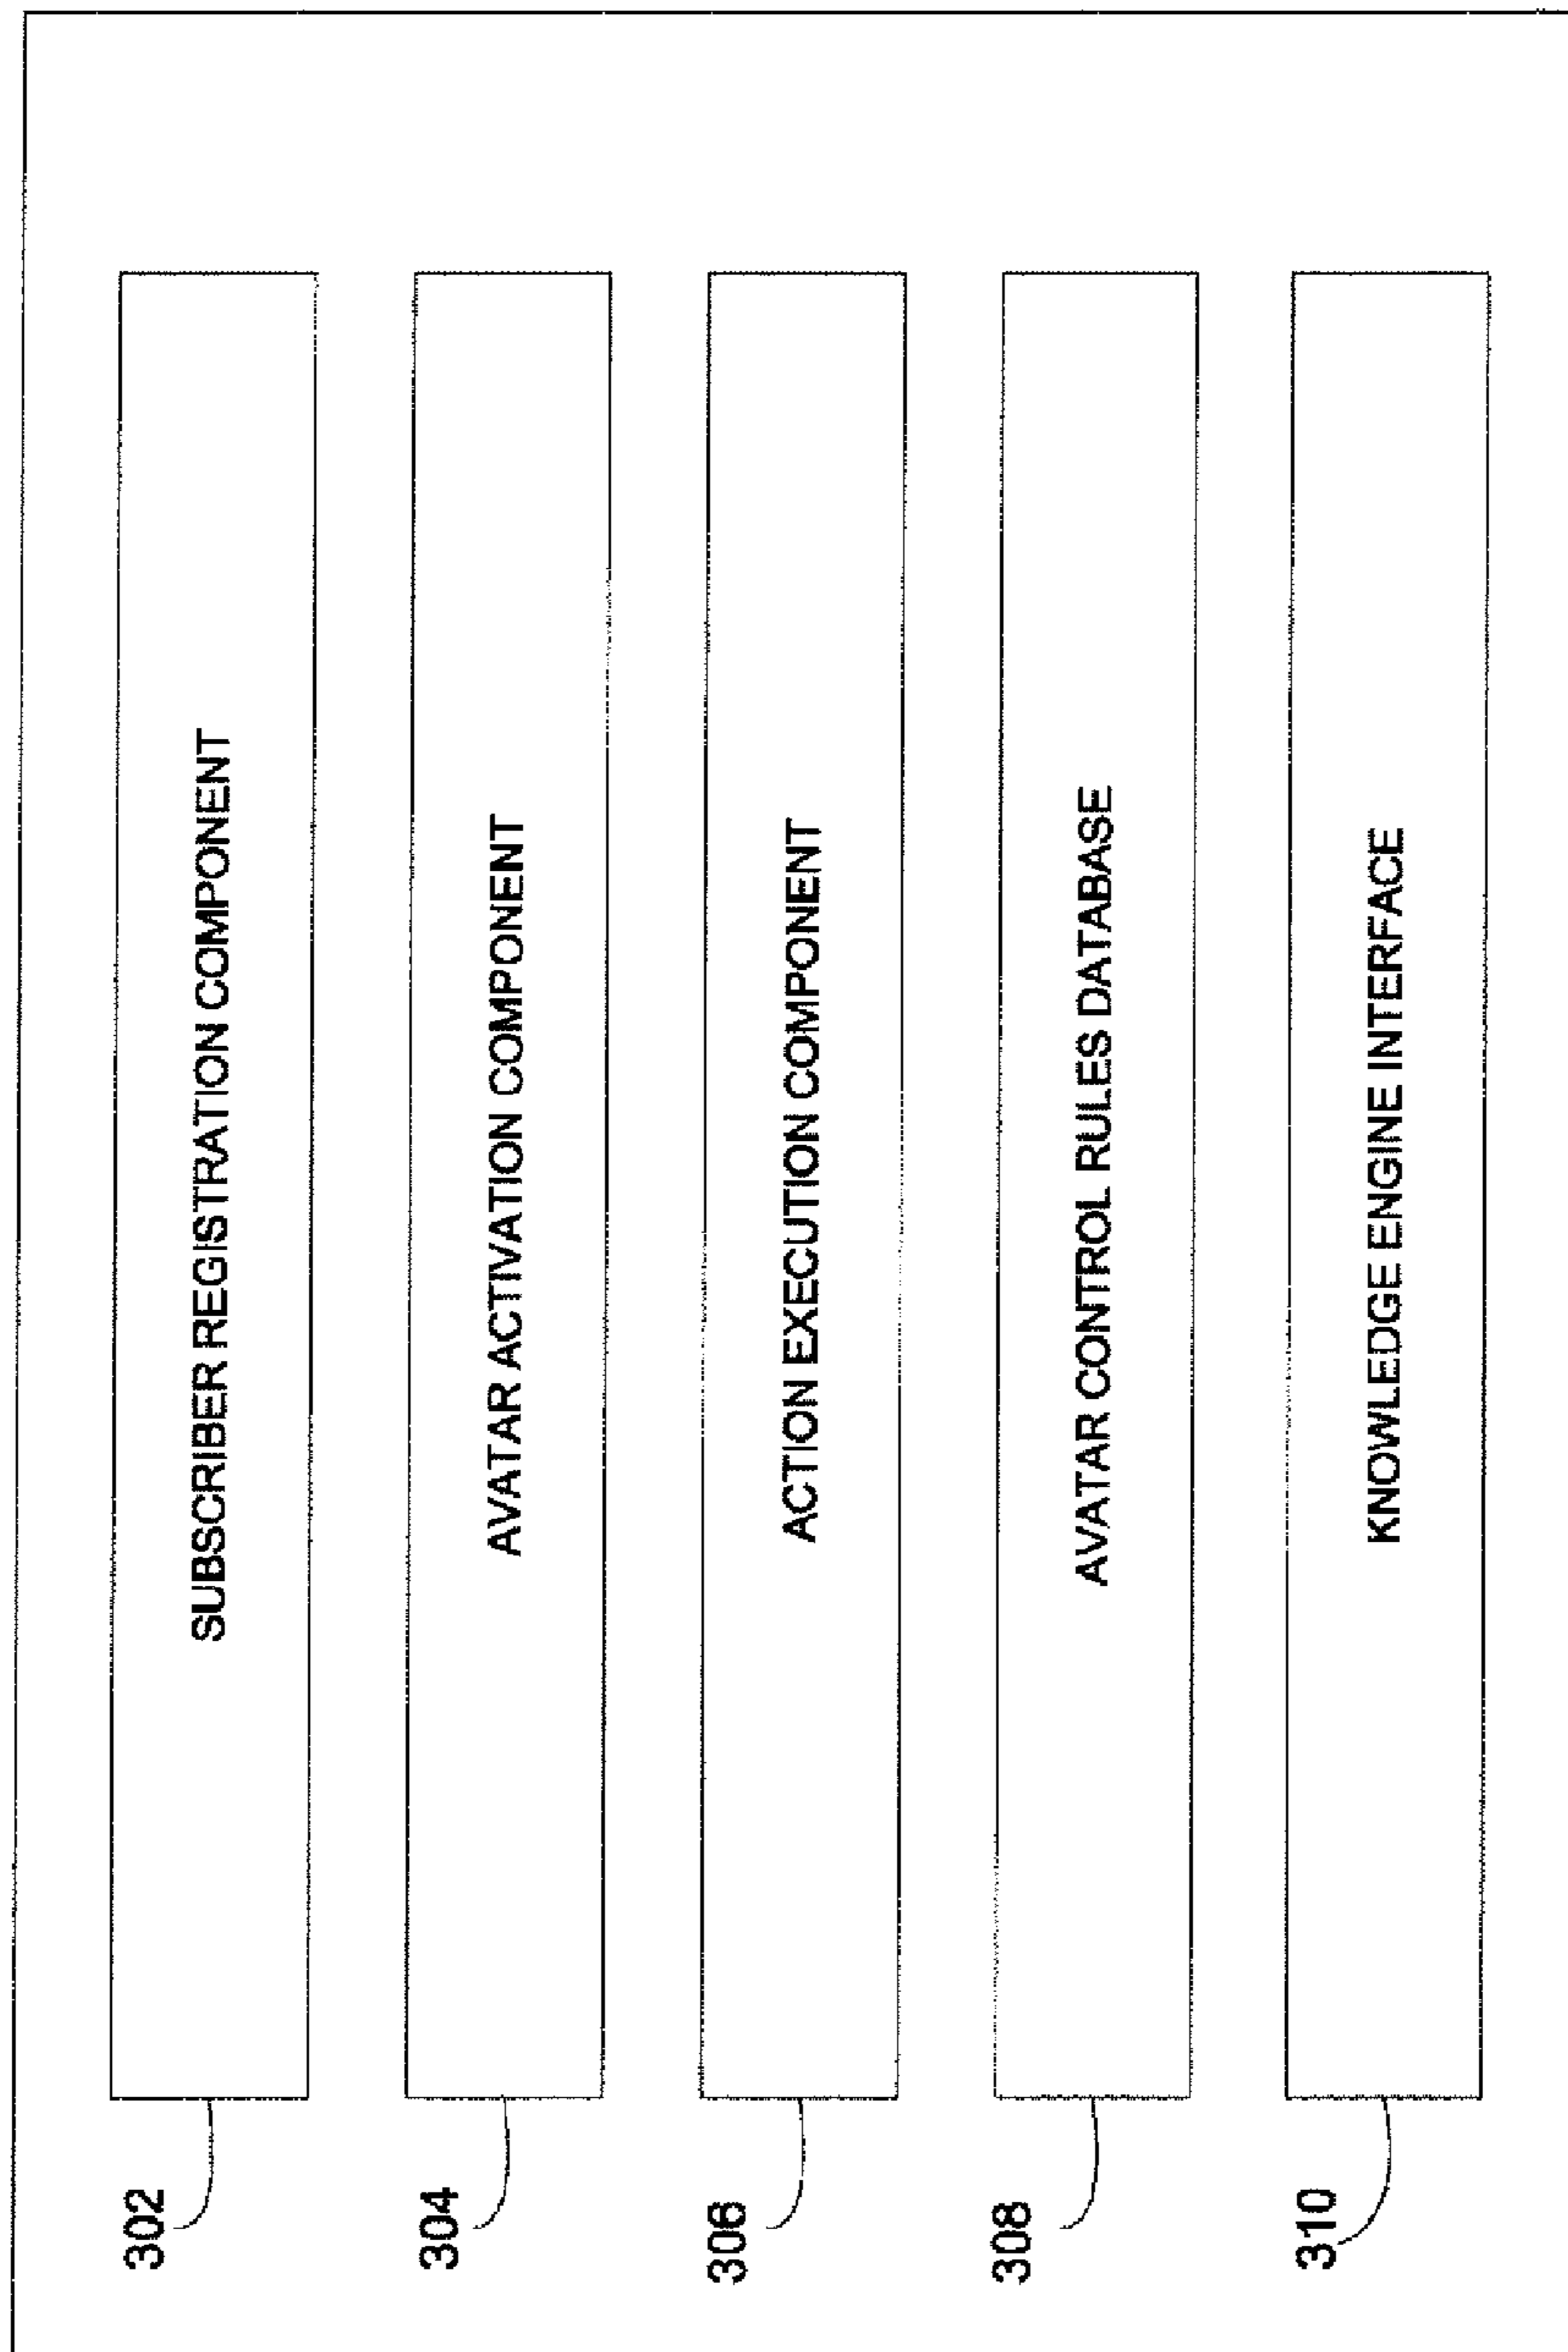 302
SUBSCRIBER REGISTRATION COMPONENT
304
AVATAR ACTIVATION COMPONENT
306
ACTION EXECUTION COMPONENT
308
AVATAR CONTROL RULES DATABASE
310
KNOWLEDGE ENGINE INTERFACE